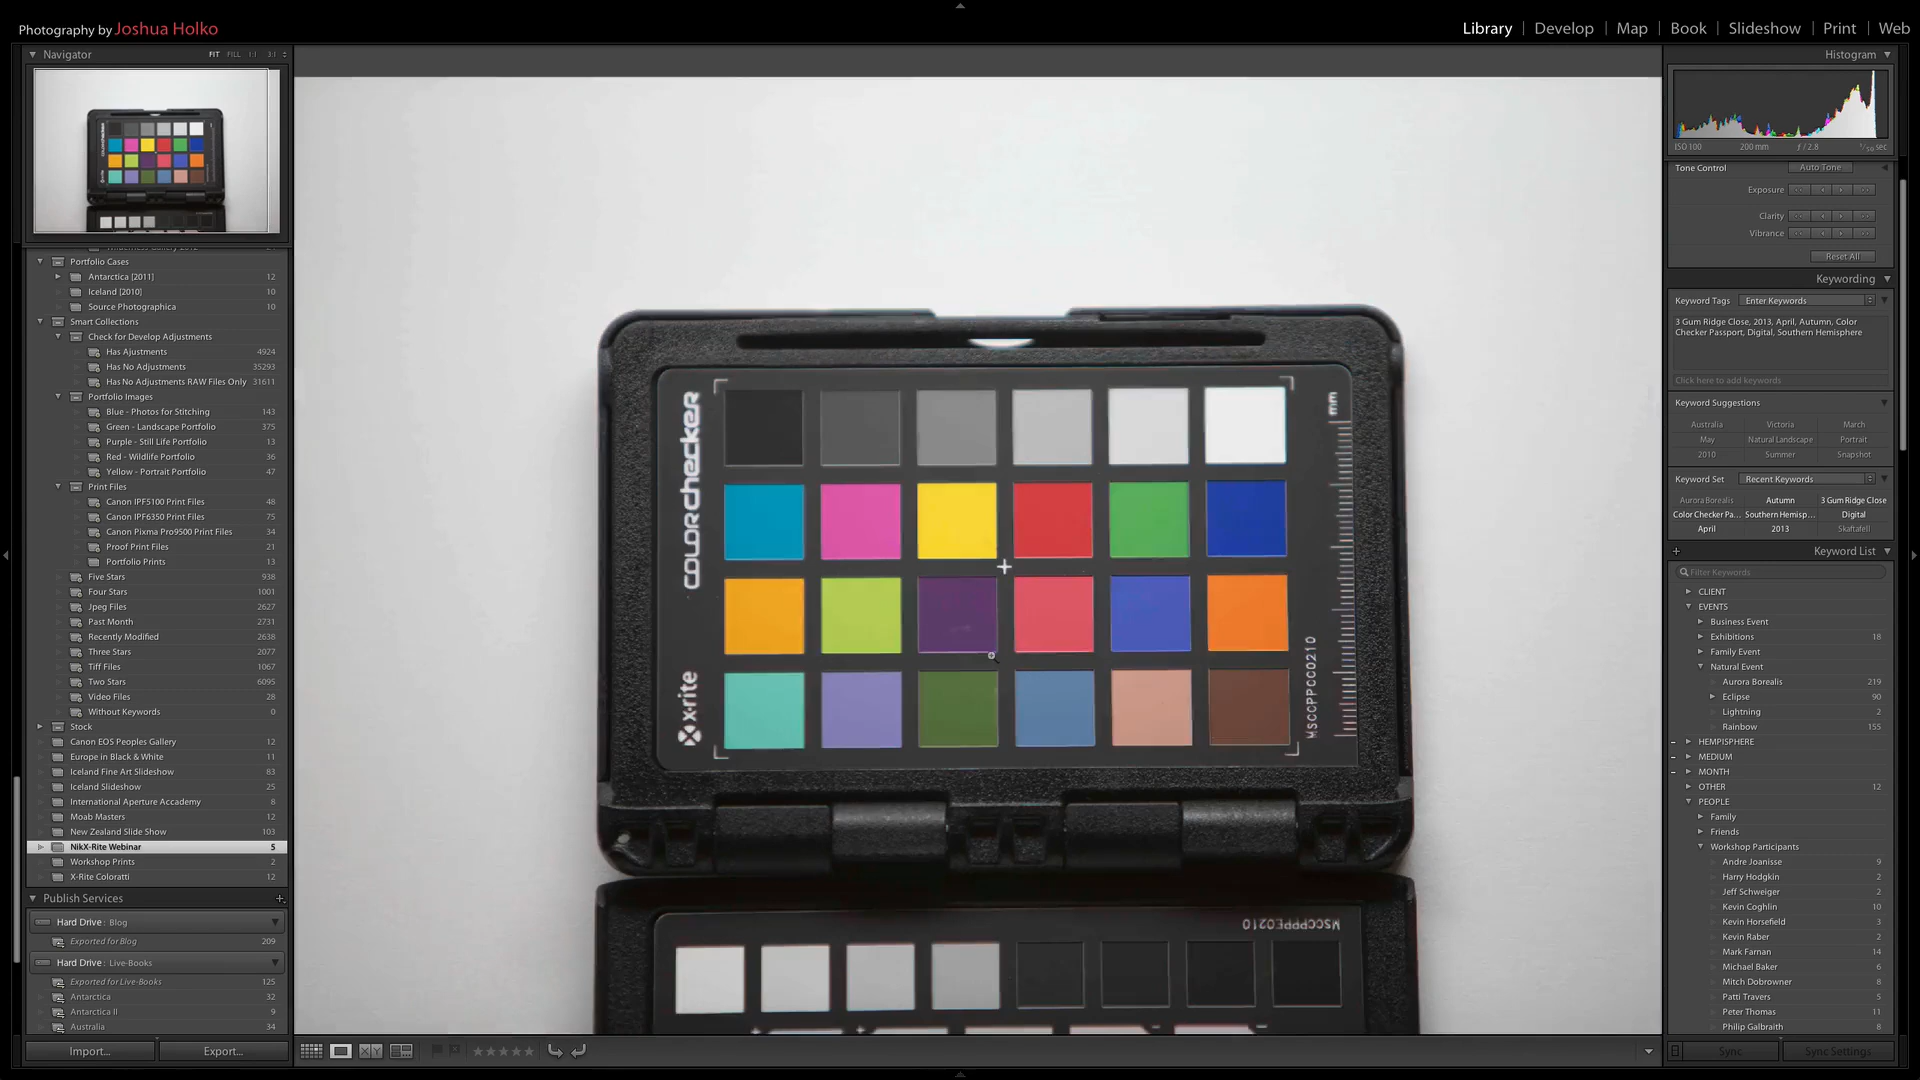 Photography by Joshua Holko
Library | Develop | Map | Book | Slideshow | Print | Web
Navigator
FIT FILL 1:1 3:1
Portfolio Cases
Antarctica [2011] 12
Iceland [2010] 10
Source Photographica 10
Smart Collections
Check for Develop Adjustments
Has Ajustments 4924
Has No Adjustments 35293
Has No Adjustments RAW Files Only 31611
Portfolio Images
Blue - Photos for Stitching 143
Green - Landscape Portfolio 375
Purple - Still Life Portfolio 13
Red - Wildlife Portfolio 36
Yellow - Portrait Portfolio 47
Print Files
Canon IPF5100 Print Files 48
Canon IPF6350 Print Files 75
Canon Pixma Pro9500 Print Files 34
Proof Print Files 21
Portfolio Prints 13
Five Stars 938
Four Stars 1001
Jpeg Files 2627
Past Month 2731
Recently Modified 2638
Three Stars 2077
Tiff Files 1067
Two Stars 6095
Video Files 28
Without Keywords 0
Stock
Canon EOS Peoples Gallery 12
Europe in Black & White 11
Iceland Fine Art Slideshow 83
Iceland Slideshow 25
International Aperture Accademy 8
Moab Masters 12
New Zealand Slide Show 103
NikX-Rite Webinar 5
Workshop Prints 2
X-Rite Coloratti 12
Publish Services
Hard Drive: Blog
Exported for Blog 209
Hard Drive: Live-Books
Exported for Live-Books 125
Antarctica 32
Antarctica II 9
Australia 34
Import... Export...
colorchecker
x·rite
mm
MSCCPPCC0210
MSCCPPE0210
Histogram
ISO 100 200 mm ƒ / 2.8 1/50 sec
Tone Control Auto Tone
Exposure
Clarity
Vibrance
Reset All
Keywording
Keyword Tags Enter Keywords
3 Gum Ridge Close, 2013, April, Autumn, Color
Checker Passport, Digital, Southern Hemisphere
Click here to add keywords
Keyword Suggestions
Australia Victoria March
May Natural Landscape Portrait
2010 Summer Snapshot
Keyword Set Recent Keywords
Aurora Borealis Autumn 3 Gum Ridge Close
Color Checker Pa... Southern Hemisp... Digital
April 2013 Skaftafell
Keyword List
Filter Keywords
CLIENT
EVENTS
Business Event
Exhibitions 18
Family Event
Natural Event
Aurora Borealis 219
Eclipse 90
Lightning 2
Rainbow 155
HEMPISPHERE
MEDIUM
MONTH
OTHER 12
PEOPLE
Family
Friends
Workshop Participants
Andre Joanisse 9
Harry Hodgkin 2
Jeff Schweiger 2
Kevin Coghlin 10
Kevin Horsefield 3
Kevin Raber 2
Mark Farnan 14
Michael Baker 6
Mitch Dobrowner 8
Patti Travers 5
Peter Thomas 11
Philip Galbraith 8
Sync Sync Settings